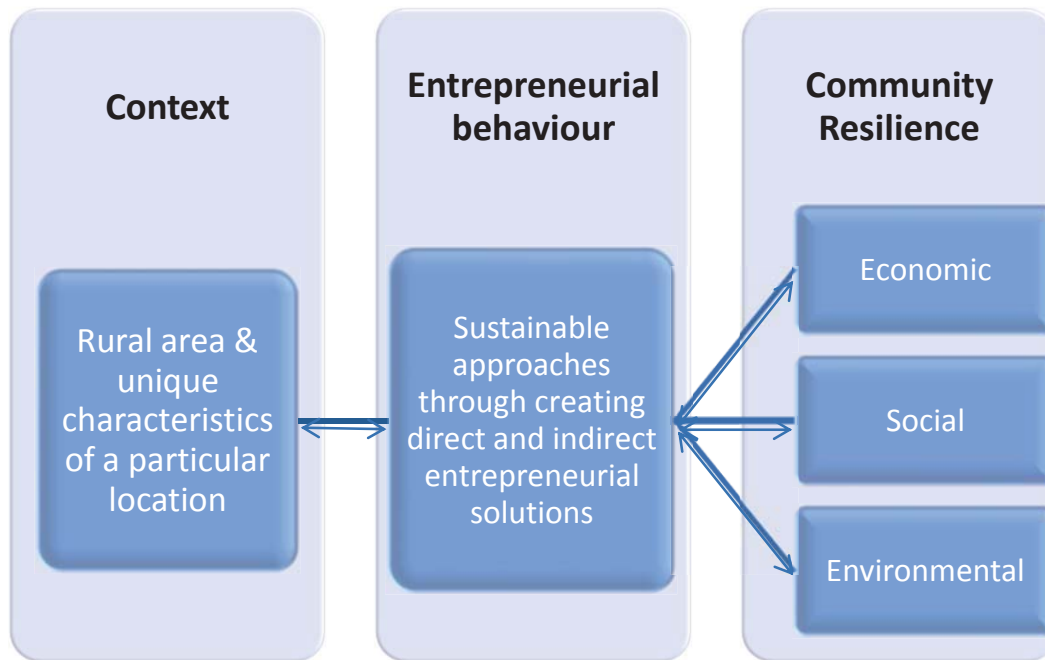 Context
Rural area &
unique
characteristics
of a particular
location
Entrepreneurial
behaviour
Sustainable
approaches
through creating
direct and indirect
entrepreneurial
solutions
Community
Resilience
Economic
Social
Environmental